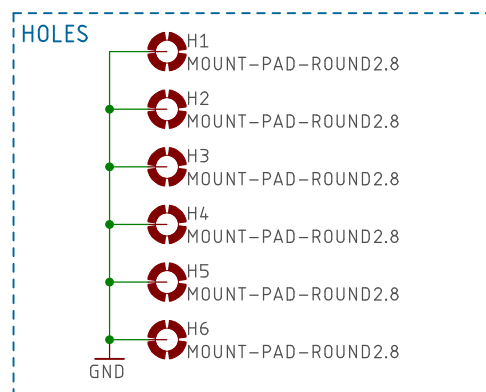 HOLES
H1
MOUNT-PAD-ROUND2.8
H2
MOUNT-PAD-ROUND2.8
H3
MOUNT-PAD-ROUND2.8
H4
MOUNT-PAD-ROUND2.8
H5
MOUNT-PAD-ROUND2.8
H6
MOUNT-PAD-ROUND2.8
GND